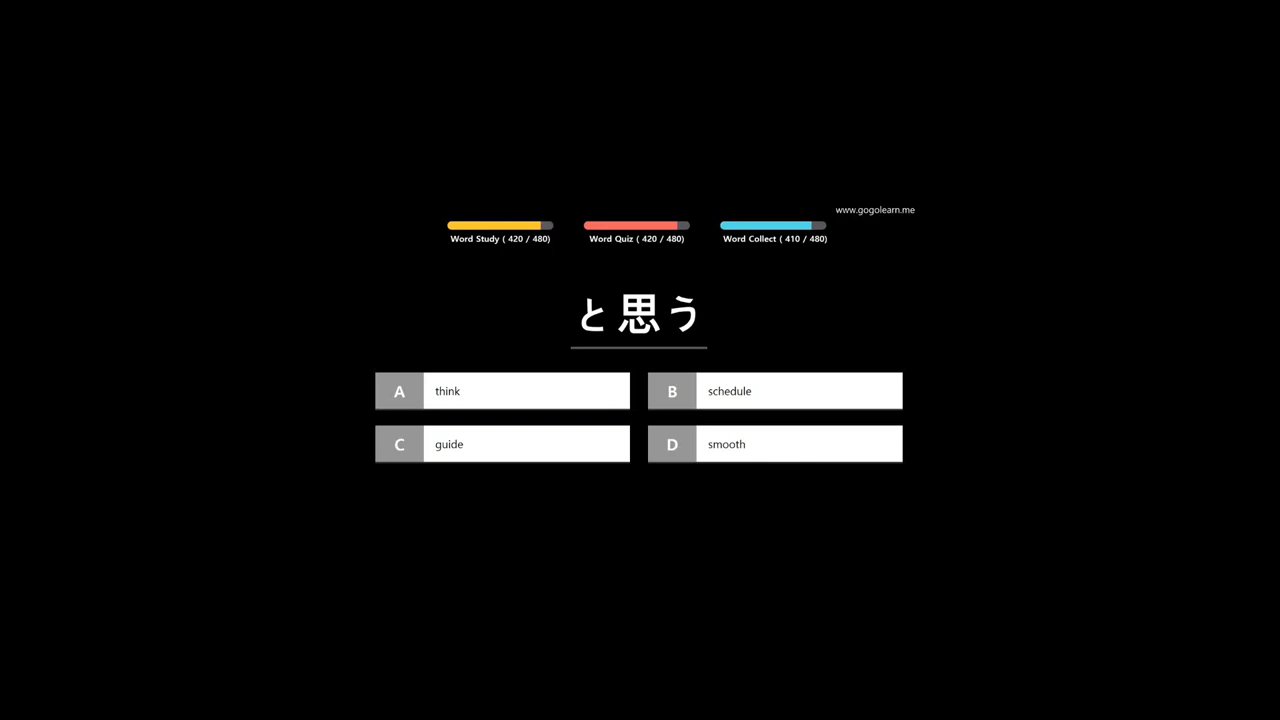 www.gogolearn.me
Word Study ( 420 / 480)
Word Quiz ( 420 / 480)
Word Collect ( 410 / 480)
と思う
A think
B schedule
C guide
D smooth